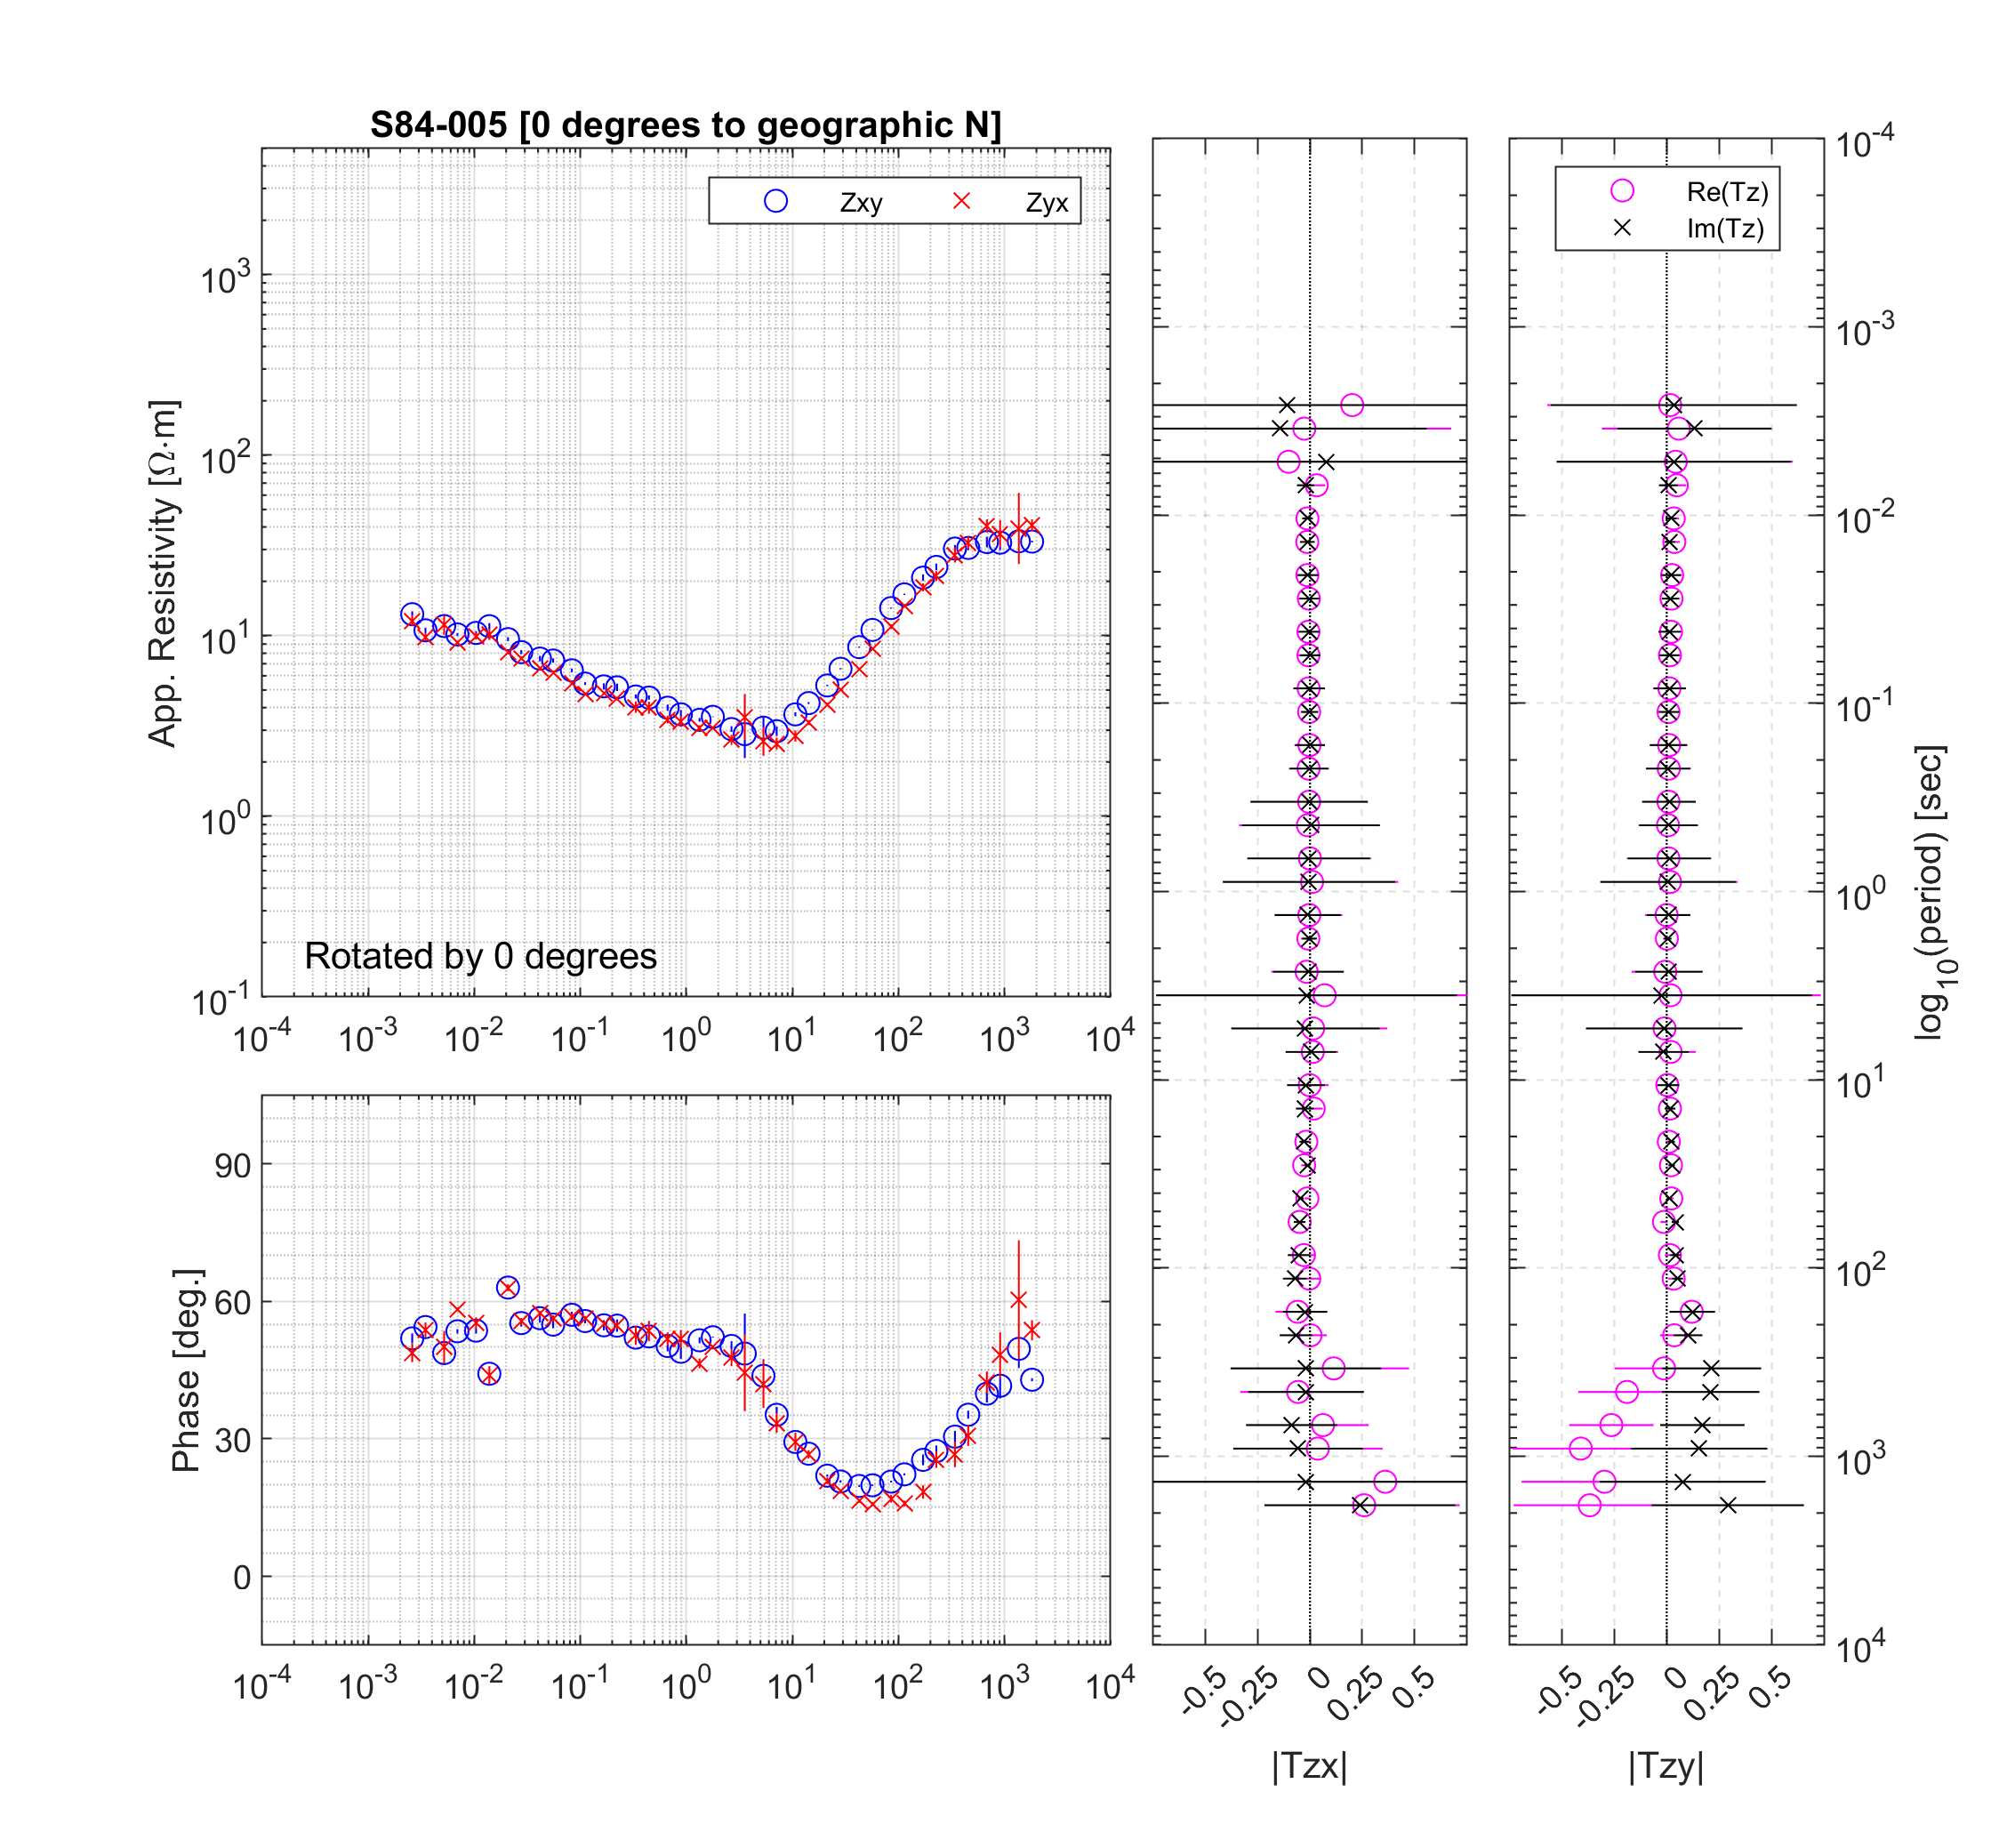 S84-005 [0 degrees to geographic N]
Zxy Zyx
App. Resistivity [Ω·m]
10^3
10^2
10^1
10^0
10^-1
Rotated by 0 degrees
10^-4 10^-3 10^-2 10^-1 10^0 10^1 10^2 10^3 10^4
Phase [deg.]
90
60
30
0
10^-4 10^-3 10^-2 10^-1 10^0 10^1 10^2 10^3 10^4
-0.5 -0.25 0 0.25 0.5
|Tzx|
Re(Tz)
Im(Tz)
-0.5 -0.25 0 0.25 0.5
|Tzy|
10^-4
10^-3
10^-2
10^-1
10^0
10^1
10^2
10^3
10^4
log_10(period) [sec]